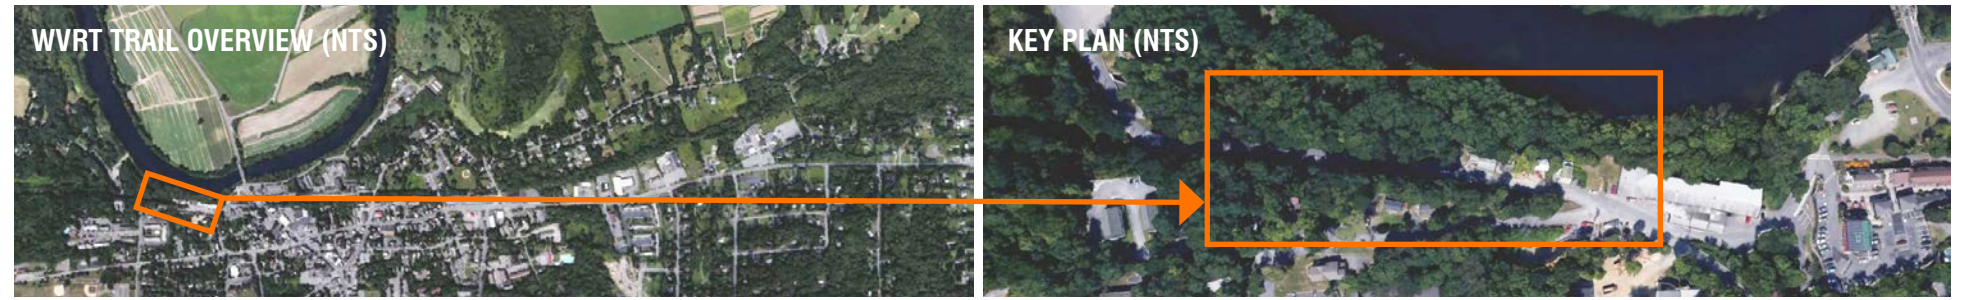 WVRT TRAIL OVERVIEW (NTS)
KEY PLAN (NTS)